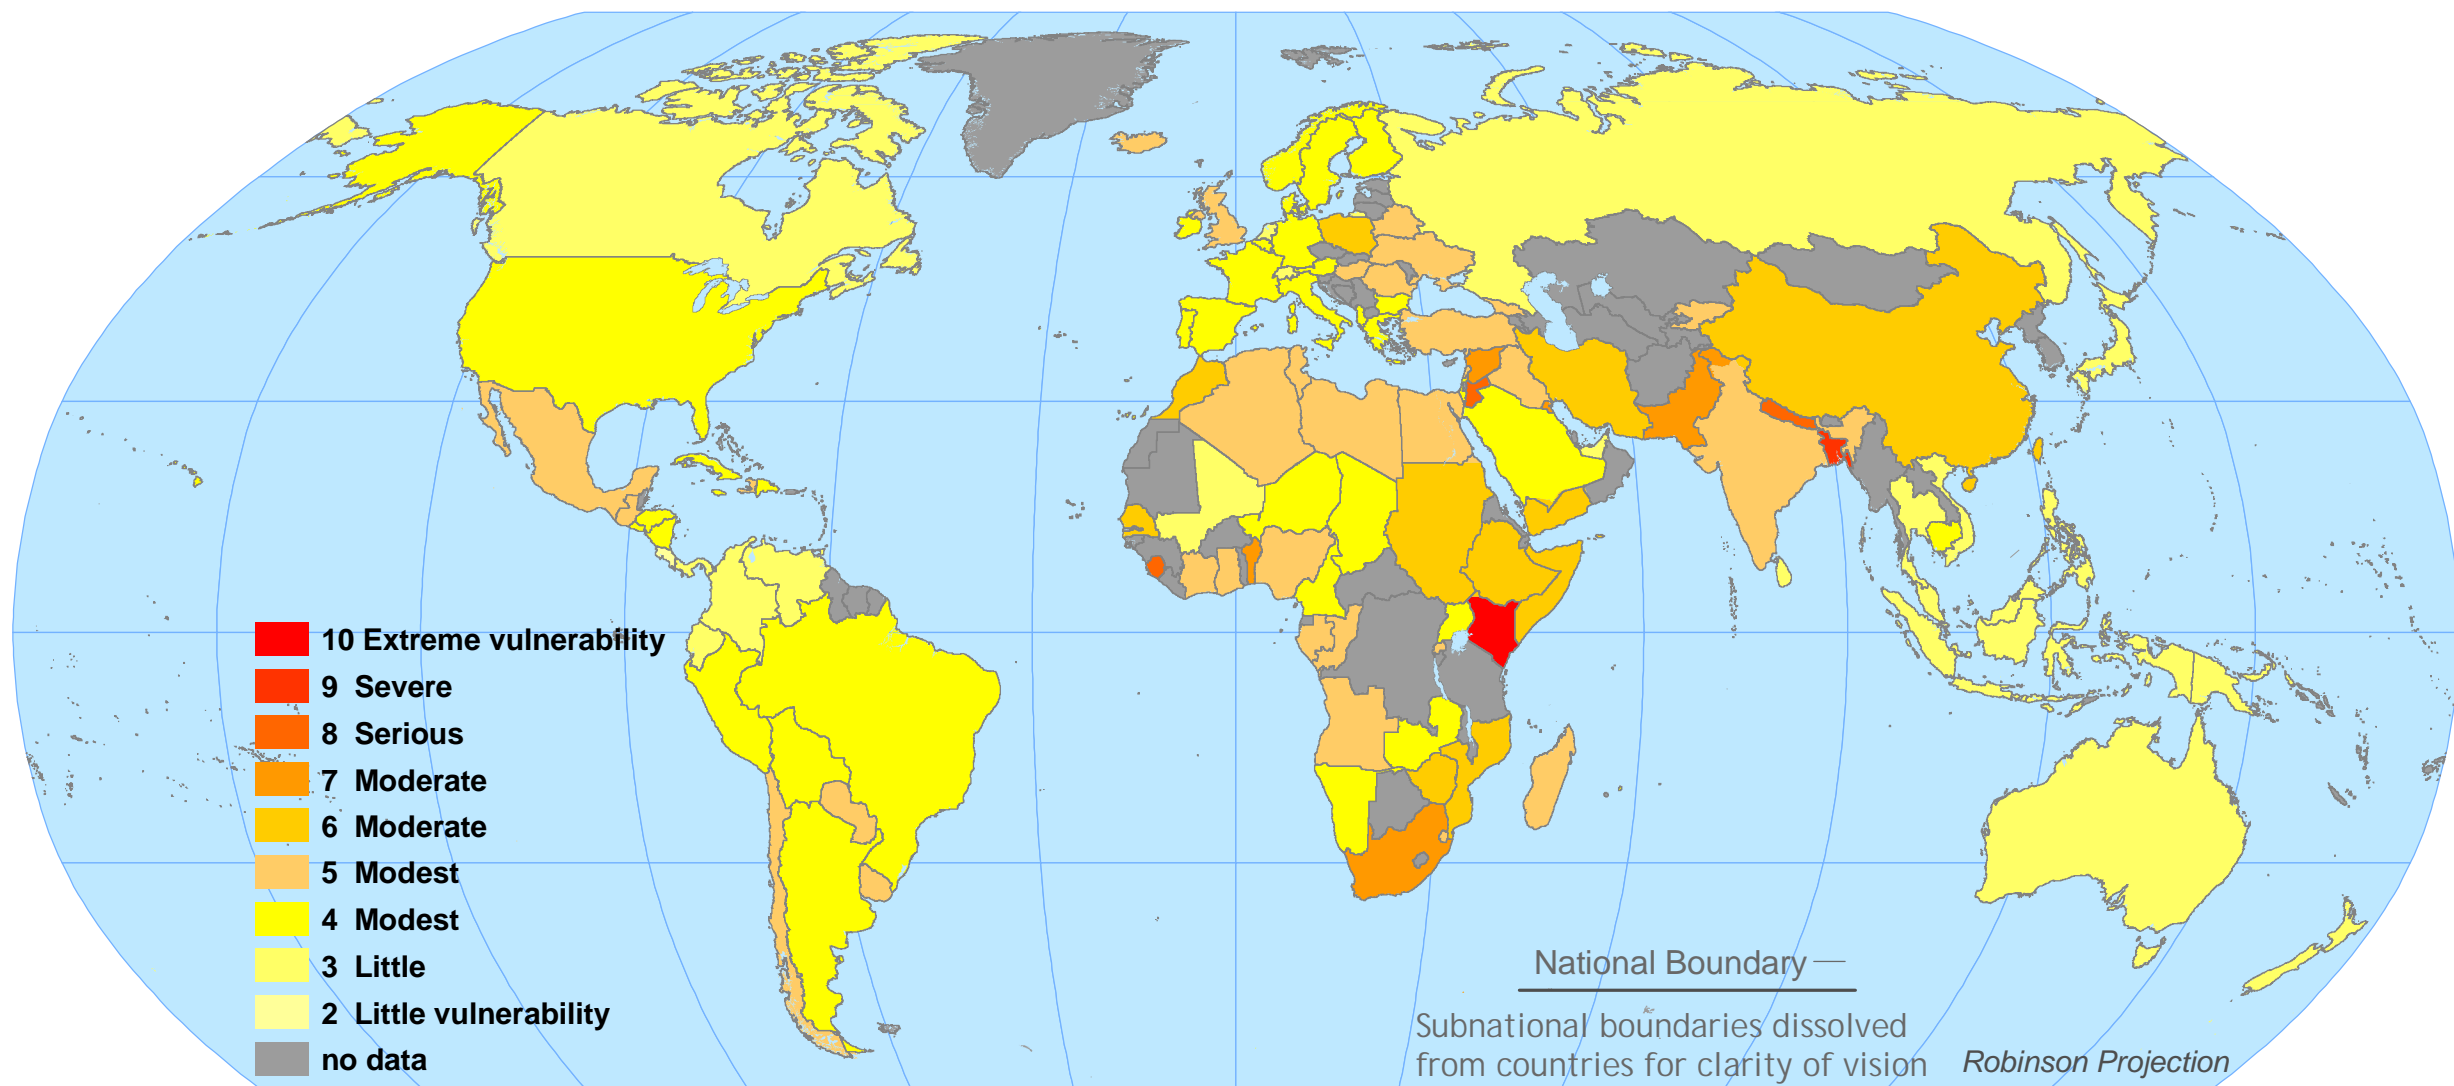 10 Extreme vulnerability
9 Severe
8 Serious
7 Moderate
6 Moderate
5 Modest
4 Modest
3 Little
2 Little vulnerability
no data
National Boundary
Subnational boundaries dissolved
from countries for clarity of vision
Robinson Projection